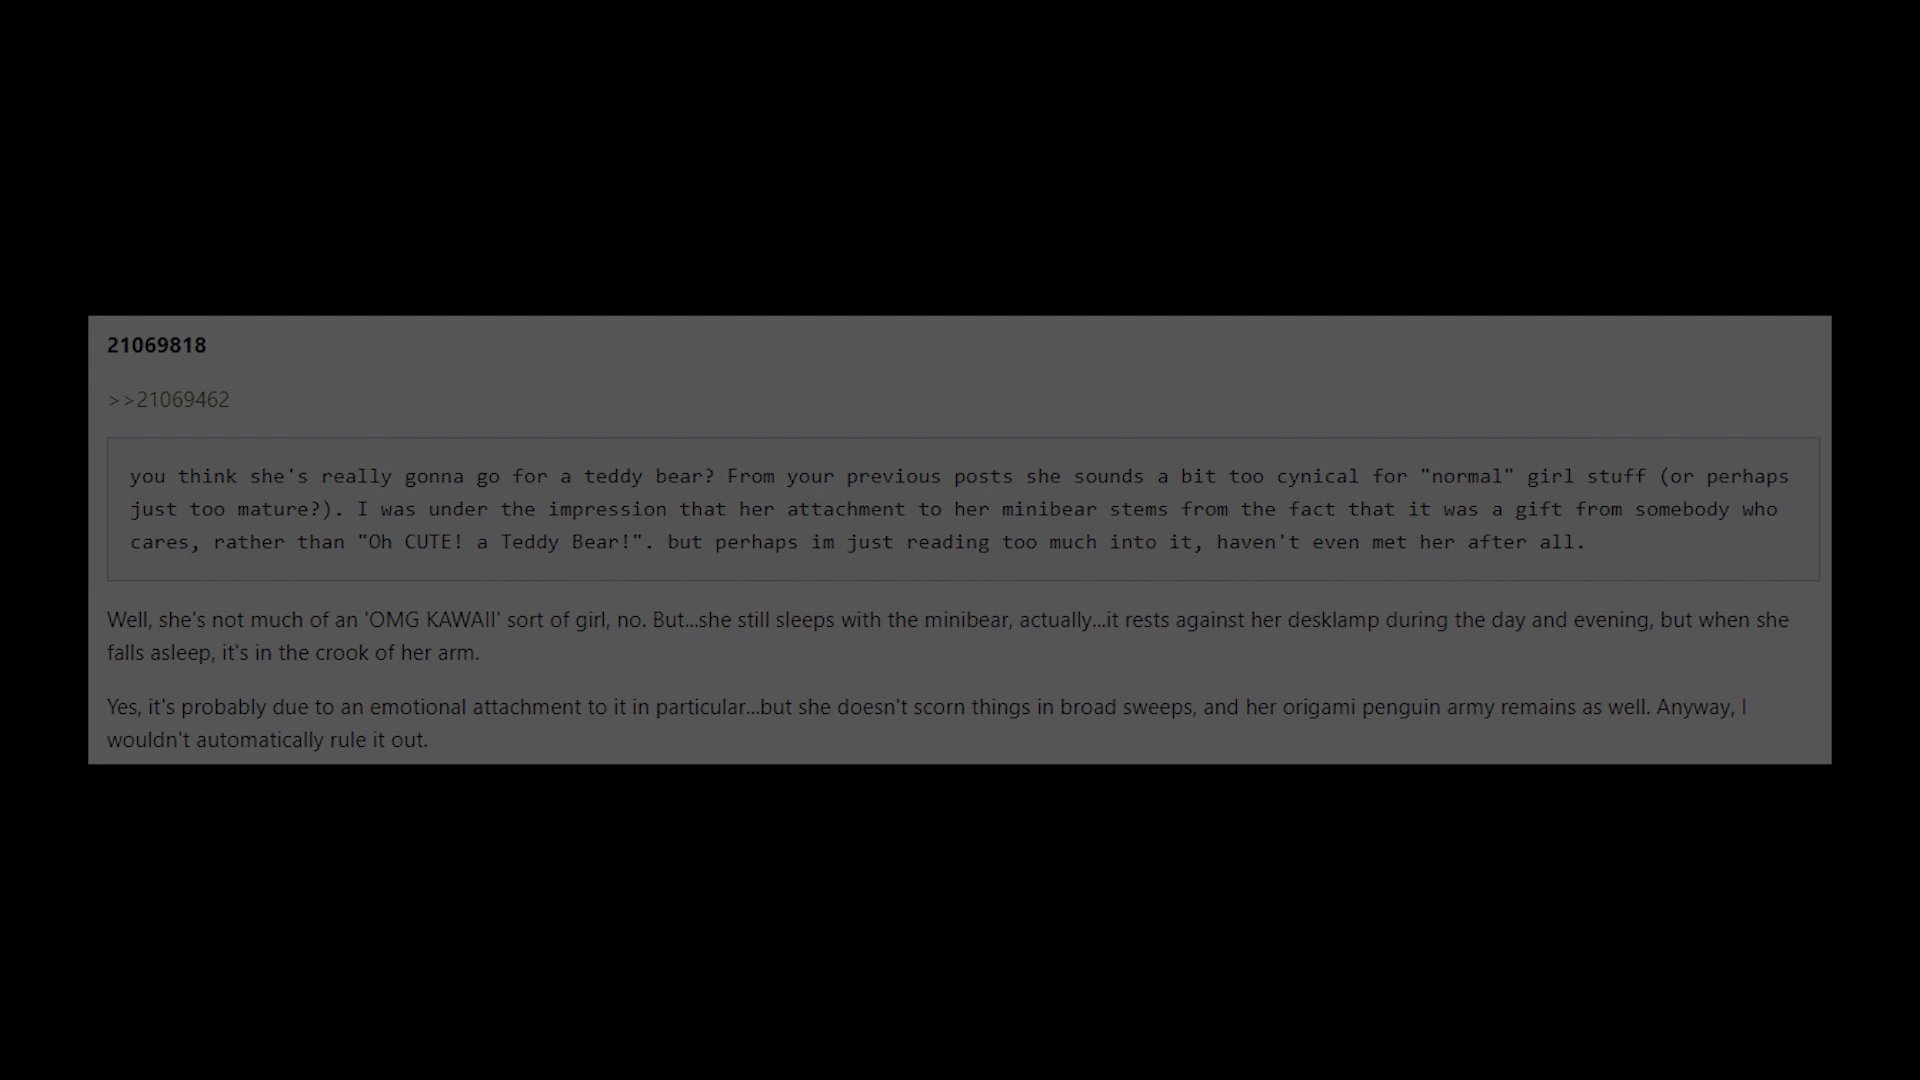 21069818
>>21069462
you think she's really gonna go for a teddy bear? From your previous posts she sounds a bit too cynical for "normal" girl stuff (or perhaps
just too mature?). I was under the impression that her attachment to her minibear stems from the fact that it was a gift from somebody who
cares, rather than "Oh CUTE! a Teddy Bear!". but perhaps im just reading too much into it, haven't even met her after all.
Well, she's not much of an 'OMG KAWAII' sort of girl, no. But...she still sleeps with the minibear, actually...it rests against her desklamp during the day and evening, but when she
falls asleep, it's in the crook of her arm.
Yes, it's probably due to an emotional attachment to it in particular...but she doesn't scorn things in broad sweeps, and her origami penguin army remains as well. Anyway, I
wouldn't automatically rule it out.